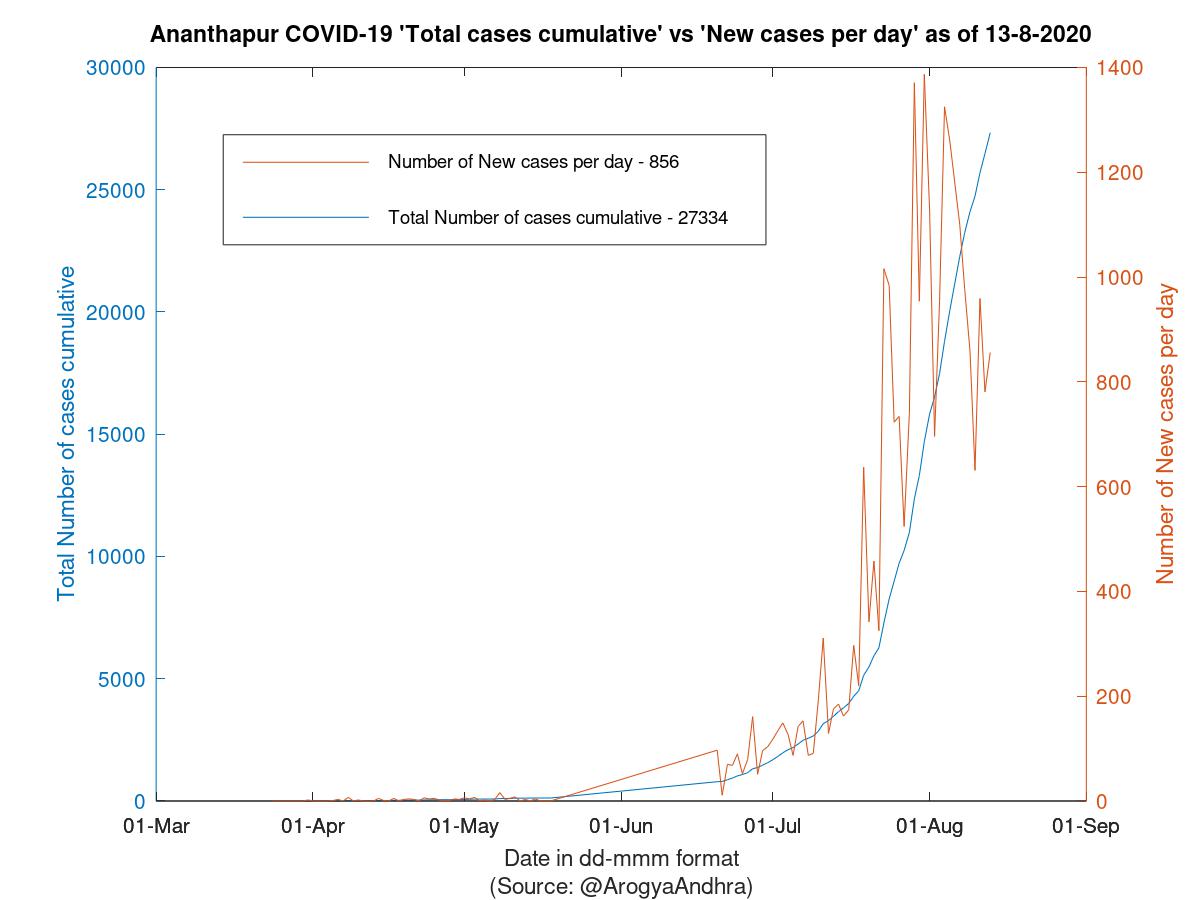 Ananthapur COVID-19 'Total cases cumulative' vs 'New cases per day' as of 13-8-2020
30000
25000
20000
15000
10000
5000
0
Total Number of cases cumulative
Number of New cases per day - 856
Total Number of cases cumulative - 27334
1400
1200
1000
800
600
400
200
0
Number of New cases per day
01-Mar 01-Apr 01-May 01-Jun 01-Jul 01-Aug 01-Sep
Date in dd-mmm format
(Source: @ArogyaAndhra)